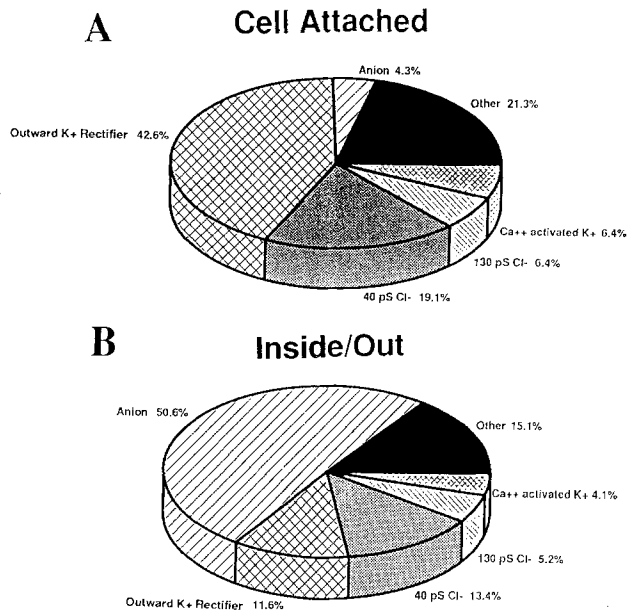 A
Cell Attached
Anion 4.3%
Other 21.3%
Outward K+ Rectifier 42.6%
Ca++ activated K+ 6.4%
130 pS Cl- 6.4%
40 pS Cl- 19.1%
B
Inside/Out
Anion 50.6%
Other 15.1%
Ca++ activated K+ 4.1%
130 pS Cl- 5.2%
40 pS Cl- 13.4%
Outward K+ Rectifier 11.6%